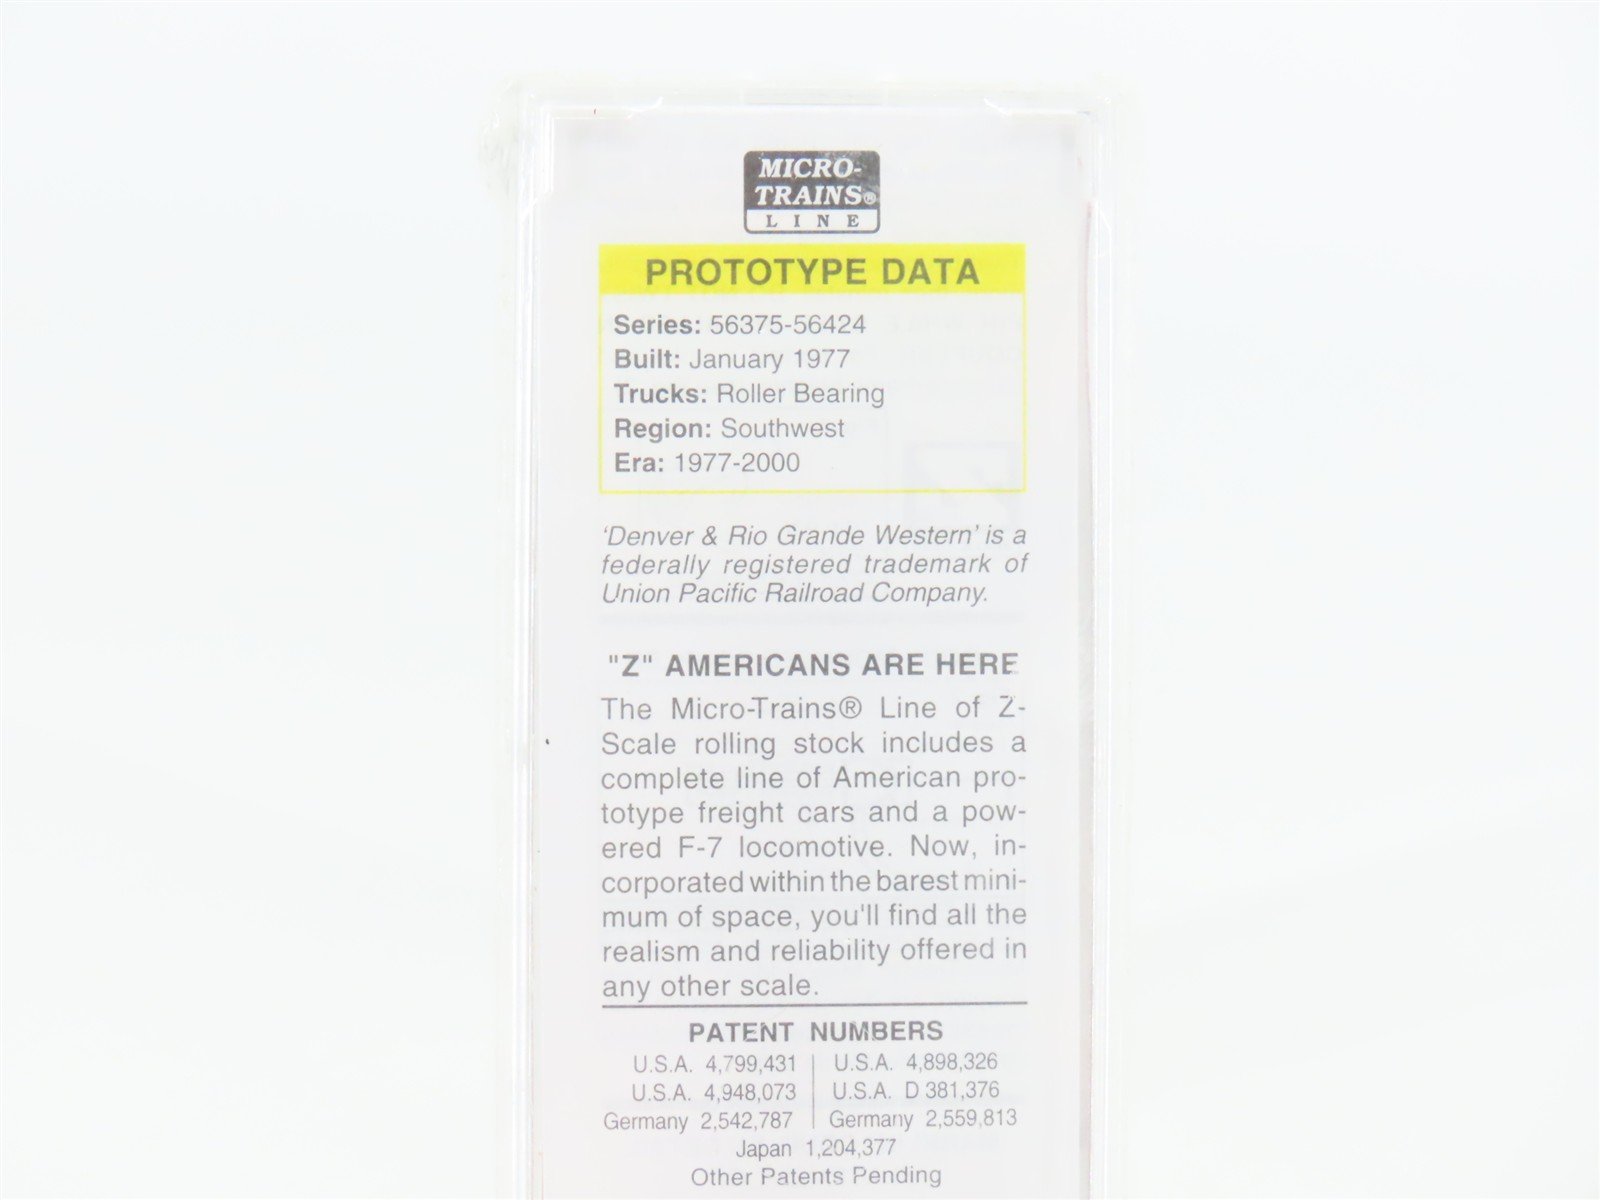 MICRO-
TRAINS®
LINE
PROTOTYPE DATA
Series: 56375-56424
Built: January 1977
Trucks: Roller Bearing
Region: Southwest
Era: 1977-2000
'Denver & Rio Grande Western' is a
federally registered trademark of
Union Pacific Railroad Company.
"Z" AMERICANS ARE HERE
The Micro-Trains® Line of Z-
Scale rolling stock includes a
complete line of American pro-
totype freight cars and a pow-
ered F-7 locomotive. Now, in-
corporated within the barest mini-
mum of space, you'll find all the
realism and reliability offered in
any other scale.
PATENT NUMBERS
U.S.A. 4,799,431 | U.S.A. 4,898,326
U.S.A. 4,948,073 | U.S.A. D 381,376
Germany 2,542,787 | Germany 2,559,813
Japan 1,204,377
Other Patents Pending